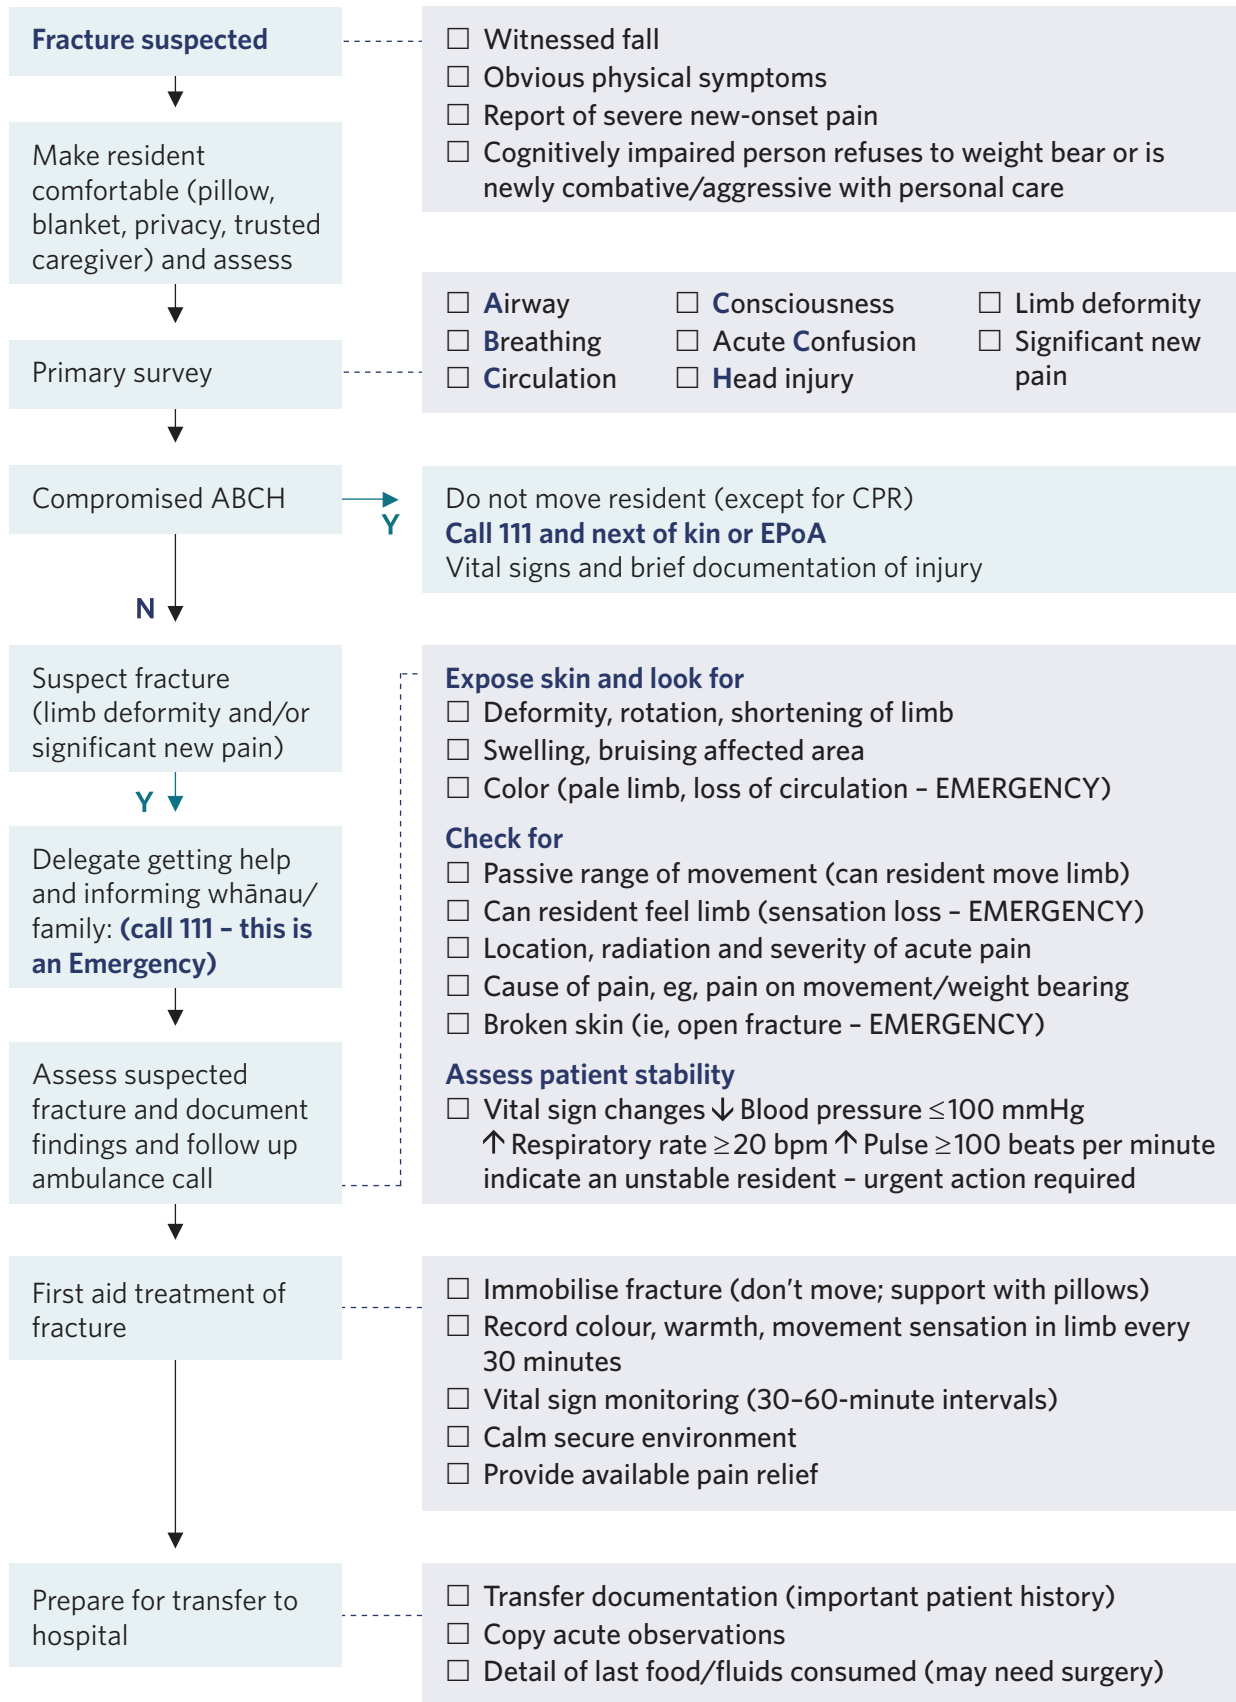 Fracture suspected
☐ Witnessed fall
☐ Obvious physical symptoms
☐ Report of severe new-onset pain
☐ Cognitively impaired person refuses to weight bear or is
newly combative/aggressive with personal care
Make resident
comfortable (pillow,
blanket, privacy, trusted
caregiver) and assess
Primary survey
☐ Airway
☐ Breathing
☐ Circulation
☐ Consciousness
☐ Acute Confusion
☐ Head injury
☐ Limb deformity
☐ Significant new
pain
Compromised ABCH
Y
Do not move resident (except for CPR)
Call 111 and next of kin or EPoA
Vital signs and brief documentation of injury
N
Suspect fracture
(limb deformity and/or
significant new pain)
Y
Delegate getting help
and informing whānau/
family: (call 111 – this is
an Emergency)
Assess suspected
fracture and document
findings and follow up
ambulance call
Expose skin and look for
☐ Deformity, rotation, shortening of limb
☐ Swelling, bruising affected area
☐ Color (pale limb, loss of circulation – EMERGENCY)
Check for
☐ Passive range of movement (can resident move limb)
☐ Can resident feel limb (sensation loss – EMERGENCY)
☐ Location, radiation and severity of acute pain
☐ Cause of pain, eg, pain on movement/weight bearing
☐ Broken skin (ie, open fracture – EMERGENCY)
Assess patient stability
☐ Vital sign changes ↓ Blood pressure ≤100 mmHg
↑ Respiratory rate ≥20 bpm ↑ Pulse ≥100 beats per minute
indicate an unstable resident – urgent action required
First aid treatment of
fracture
☐ Immobilise fracture (don't move; support with pillows)
☐ Record colour, warmth, movement sensation in limb every
30 minutes
☐ Vital sign monitoring (30–60-minute intervals)
☐ Calm secure environment
☐ Provide available pain relief
Prepare for transfer to
hospital
☐ Transfer documentation (important patient history)
☐ Copy acute observations
☐ Detail of last food/fluids consumed (may need surgery)